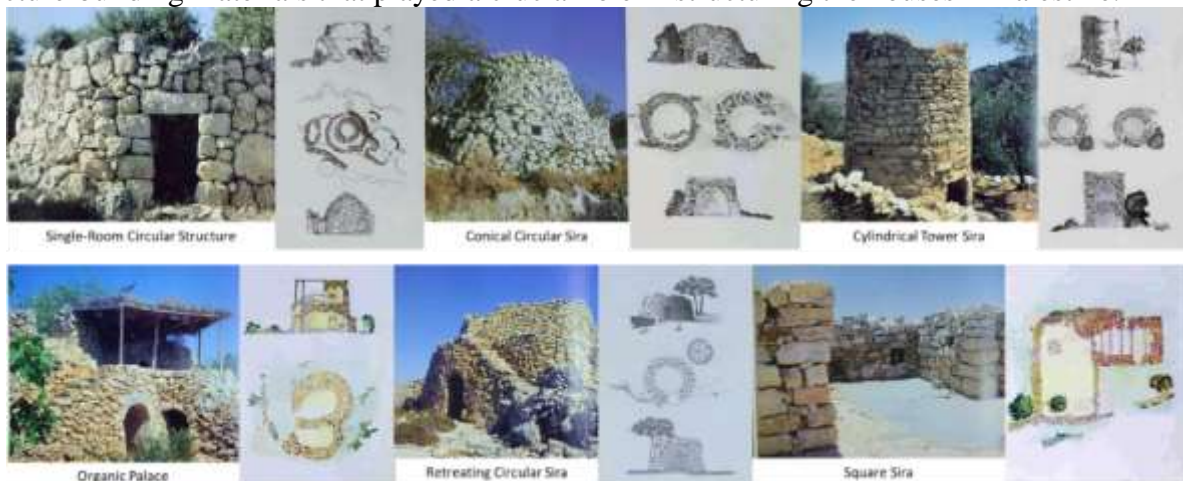 Single-Room Circular Structure
Conical Circular Sira
Cylindrical Tower Sira
Organic Palace
Retreating Circular Sira
Square Sira